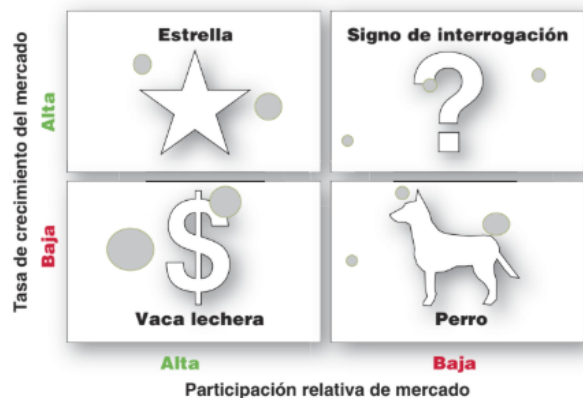 Estrella
Signo de interrogación
?
Tasa de crecimiento del mercado
Alta
Baja
$
Vaca lechera
Perro
Alta
Baja
Participación relativa de mercado